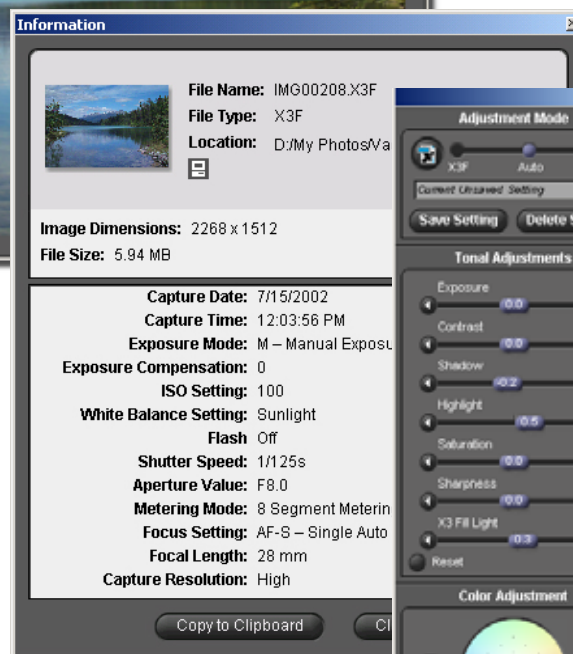 Information
File Name: IMG00208.X3F
File Type: X3F
Location: D:/My Photos/Va
Image Dimensions: 2268 x 1512
File Size: 5.94 MB
Capture Date: 7/15/2002
Capture Time: 12:03:56 PM
Exposure Mode: M – Manual Exposu
Exposure Compensation: 0
ISO Setting: 100
White Balance Setting: Sunlight
Flash Off
Shutter Speed: 1/125s
Aperture Value: F8.0
Metering Mode: 8 Segment Meterin
Focus Setting: AF-S – Single Auto
Focal Length: 28 mm
Capture Resolution: High
Copy to Clipboard
Cl
Adjustment Mode
X3F Auto
Current Unsaved Setting
Save Setting Delete S
Tonal Adjustments
Exposure
0.0
Contrast
0.0
Shadow
-0.2
Highlight
0.5
Saturation
0.0
Sharpness
0.0
X3 Fill Light
0.3
Reset
Color Adjustment